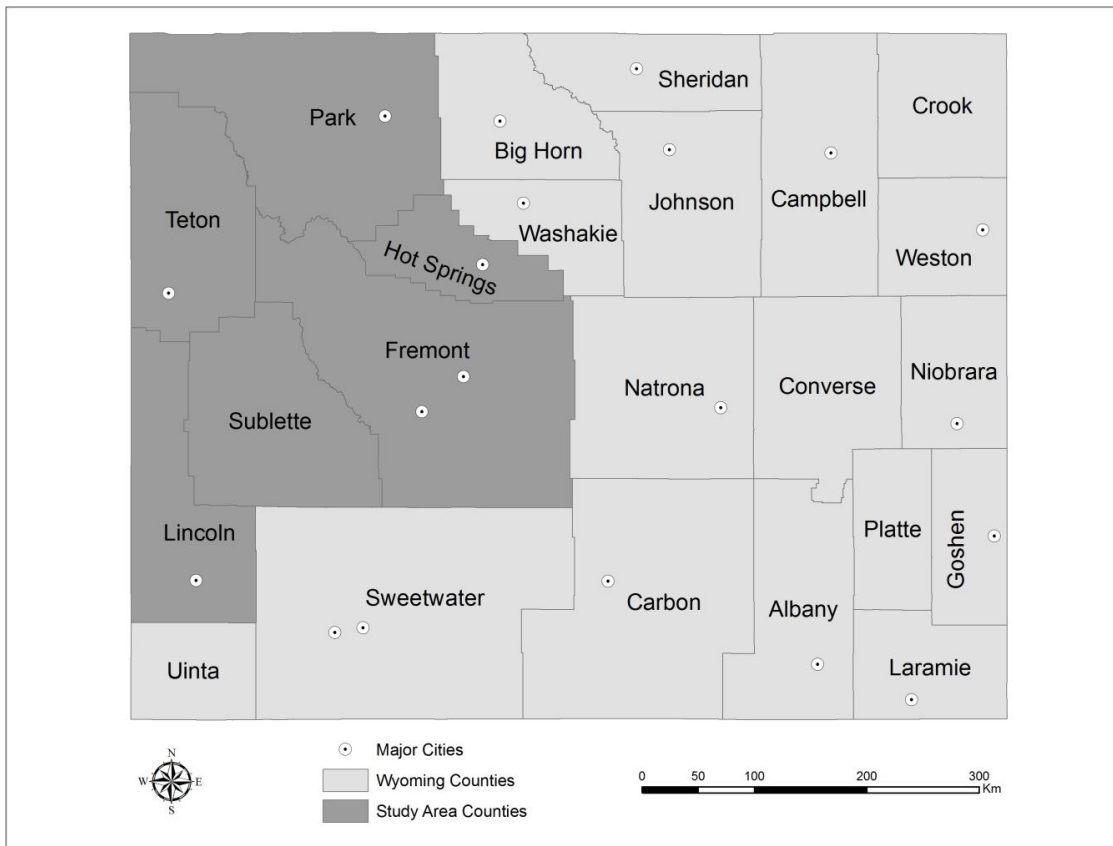 Sheridan
Crook
Park
Big Horn
Johnson
Campbell
Teton
Washakie
Hot Springs
Weston
Fremont
Natrona
Converse
Niobrara
Sublette
Lincoln
Platte
Goshen
Sweetwater
Carbon
Albany
Uinta
Laramie
N
W
E
S
Major Cities
Wyoming Counties
Study Area Counties
0 50 100 200 300
Km